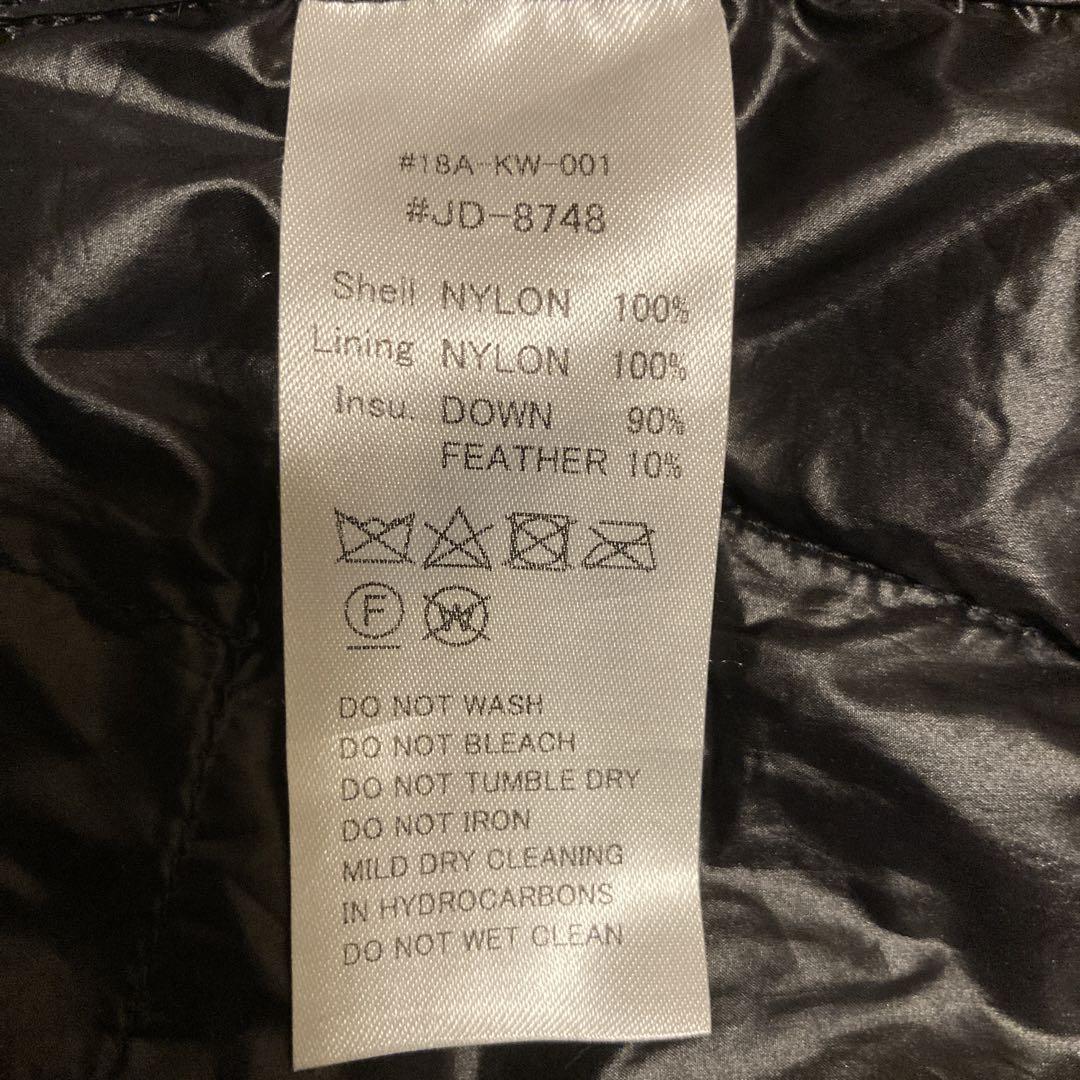 #18A-KW-001
#JD-8748
Shell NYLON 100%
Lining NYLON 100%
Insu. DOWN 90%
FEATHER 10%
F W
DO NOT WASH
DO NOT BLEACH
DO NOT TUMBLE DRY
DO NOT IRON
MILD DRY CLEANING
IN HYDROCARBONS
DO NOT WET CLEAN